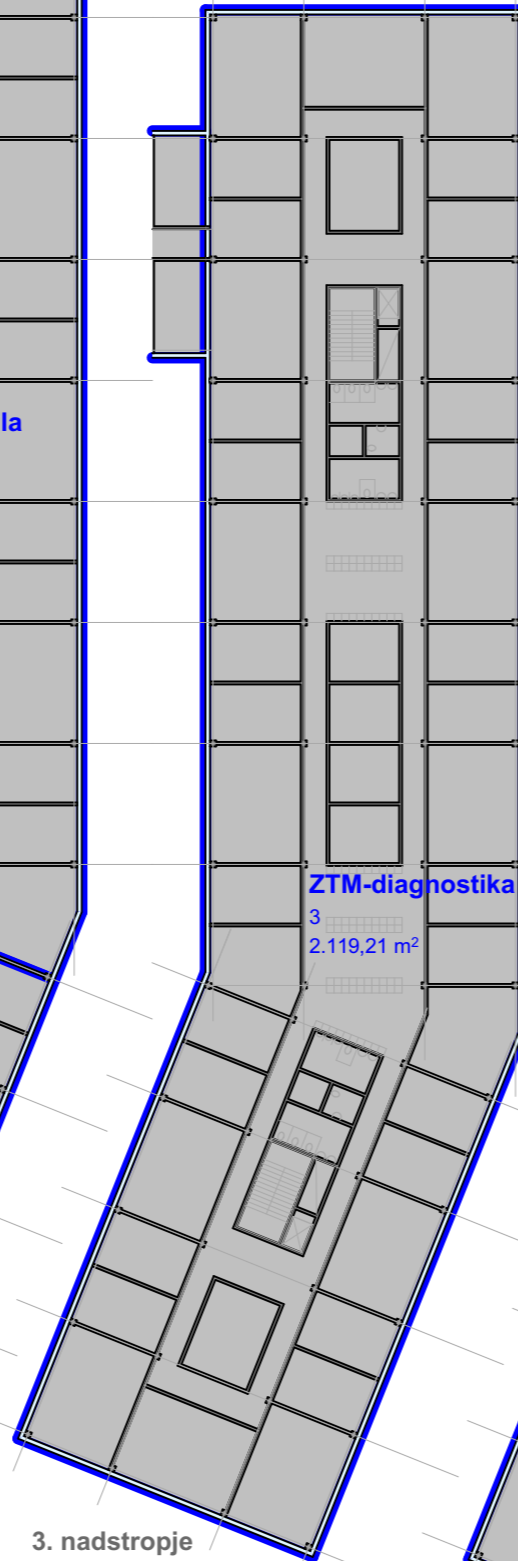 la
ZTM-diagnostika
3
2.119,21 m²
3. nadstropje